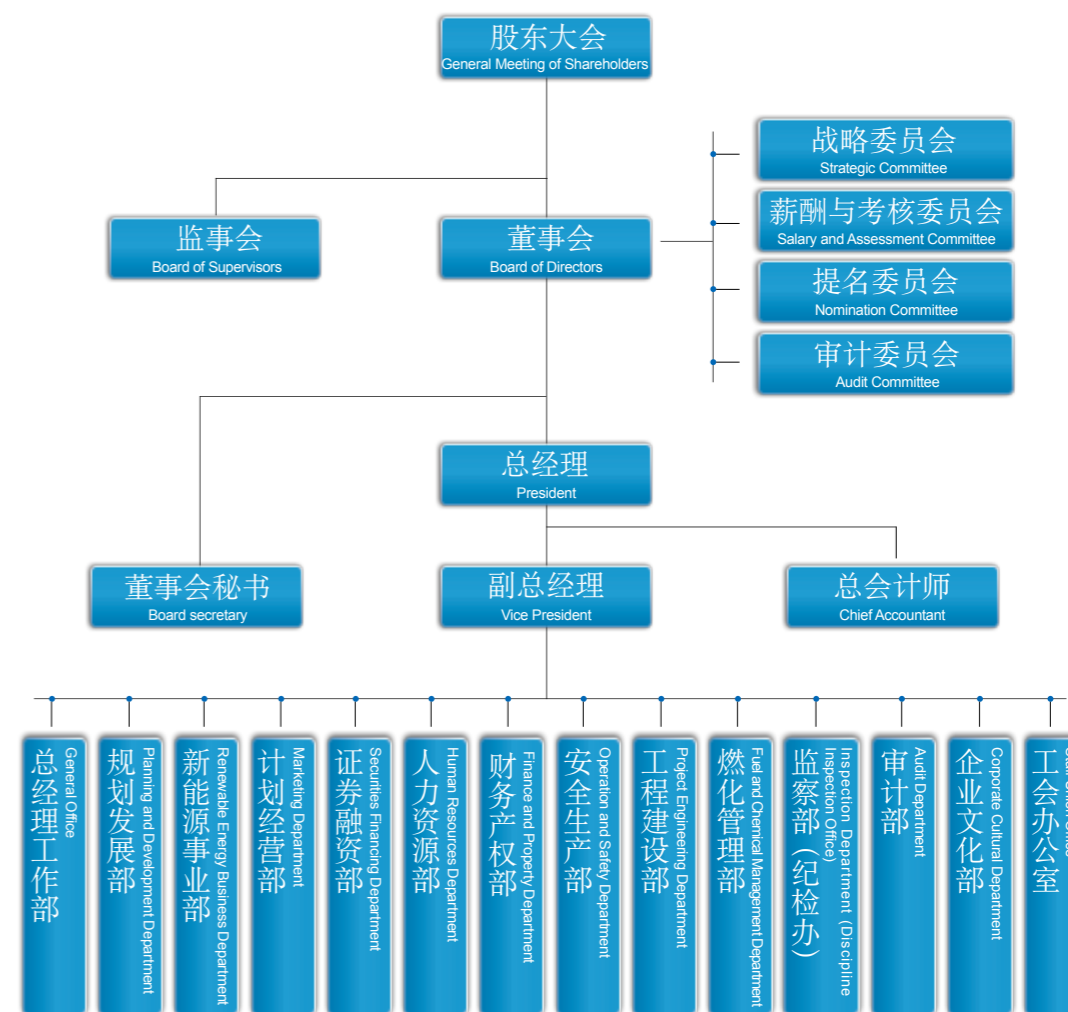 股东大会
General Meeting of Shareholders
战略委员会
Strategic Committee
薪酬与考核委员会
Salary and Assessment Committee
监事会
Board of Supervisors
董事会
Board of Directors
提名委员会
Nomination Committee
审计委员会
Audit Committee
总经理
President
董事会秘书
Board secretary
副总经理
Vice President
总会计师
Chief Accountant
总经理工作部
General Office
规划发展部
Planning and Development Department
新能源事业部
Renewable Energy Business Department
计划经营部
Marketing Department
证券融资部
Securities Financing Department
人力资源部
Human Resources Department
财务产权部
Finance and Property Department
安全生产部
Operation and Safety Department
工程建设部
Project Engineering Department
燃化管理部
Fuel and Chemical Management Department
监察部（纪检办）
Inspection Department (Discipline
Inspection Office)
审计部
Audit Department
企业文化部
Corporate Cultural Department
工会办公室